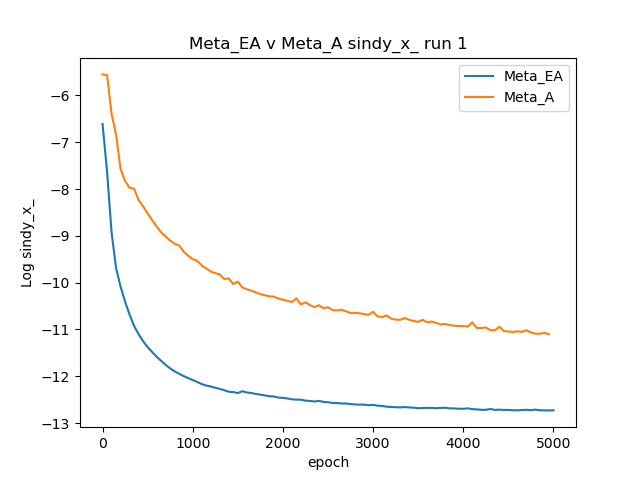 Meta_EA v Meta_A sindy_x_ run 1
Meta_EA
Meta_A
Log sindy_x_
−6
−7
−8
−9
−10
−11
−12
−13
0 1000 2000 3000 4000 5000
epoch